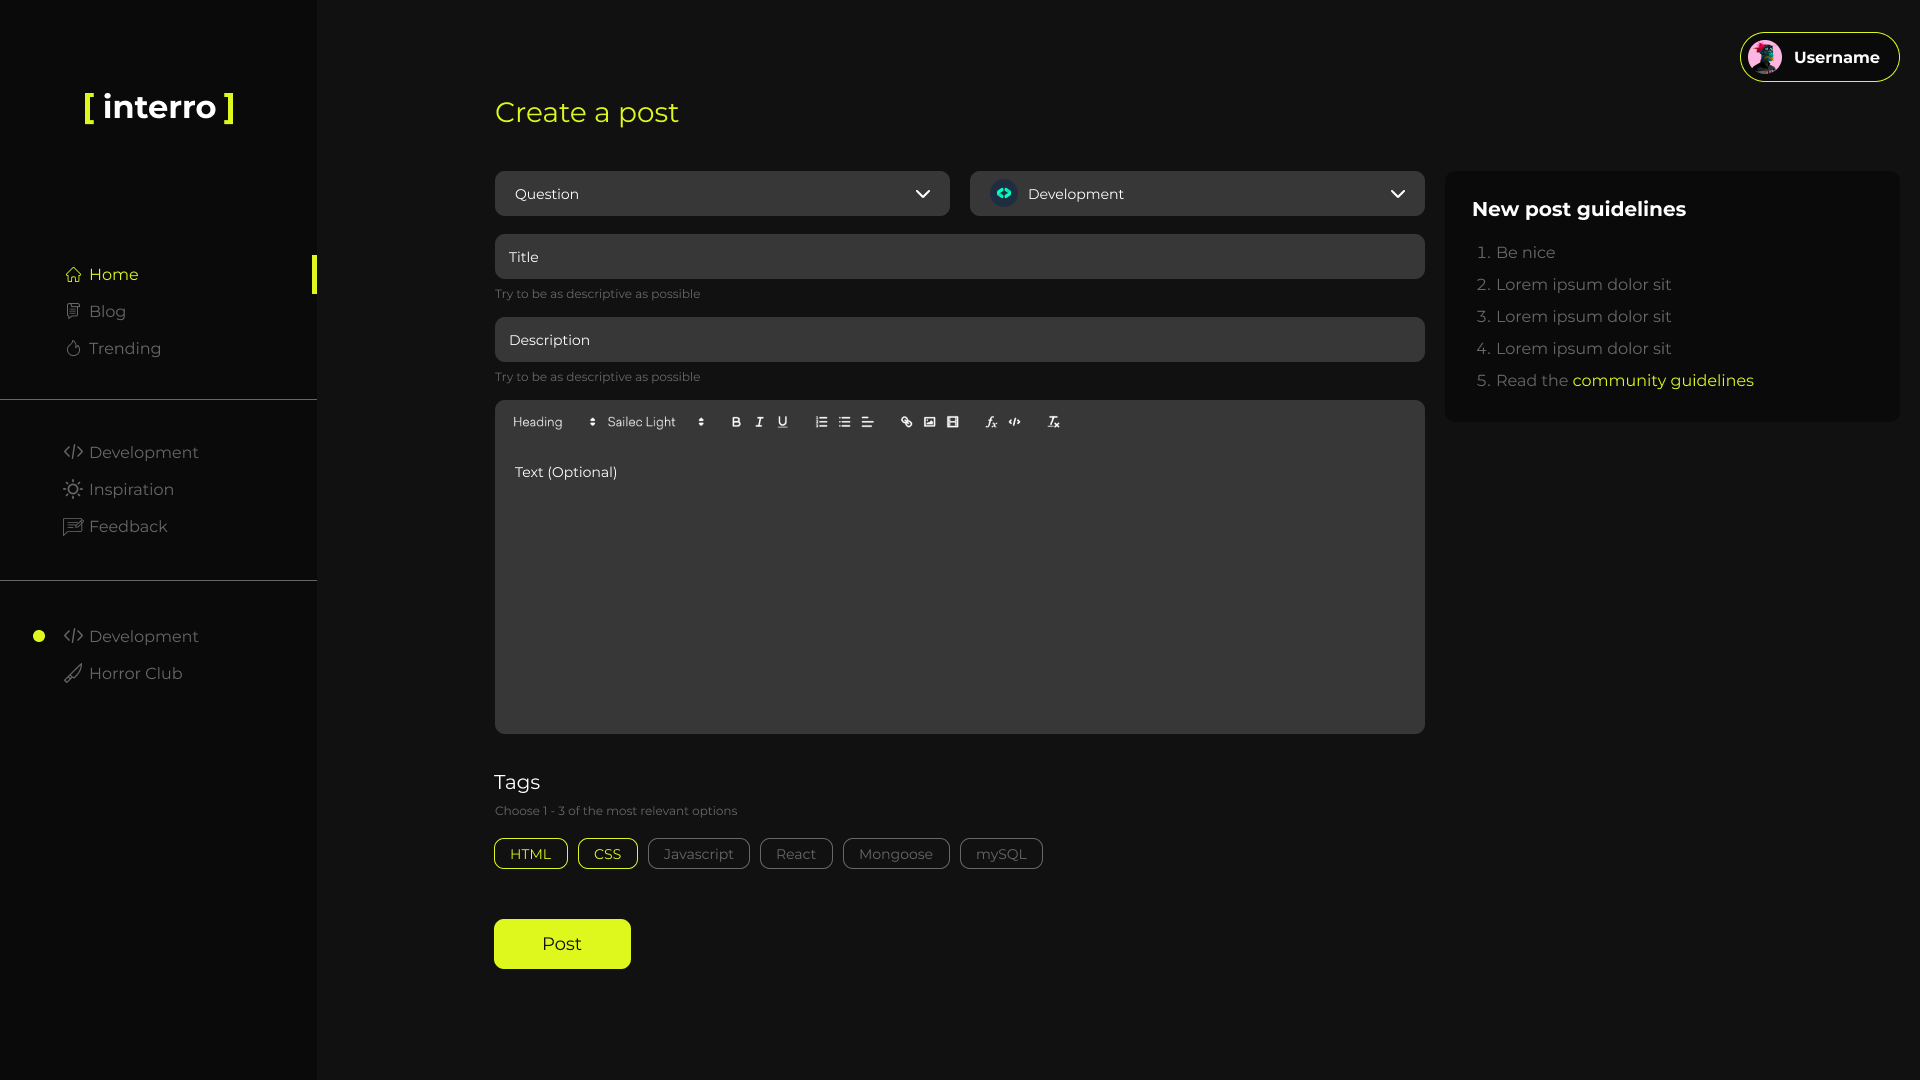 [ interro ]
Home
Blog
Trending
Development
Inspiration
Feedback
Development
Horror Club
Username
Create a post
Question
Development
Title
Try to be as descriptive as possible
Description
Try to be as descriptive as possible
Heading Sailec Light B I U fx </> Tx
Text (Optional)
Tags
Choose 1 - 3 of the most relevant options
HTML CSS Javascript React Mongoose mySQL
Post
New post guidelines
1. Be nice
2. Lorem ipsum dolor sit
3. Lorem ipsum dolor sit
4. Lorem ipsum dolor sit
5. Read the community guidelines